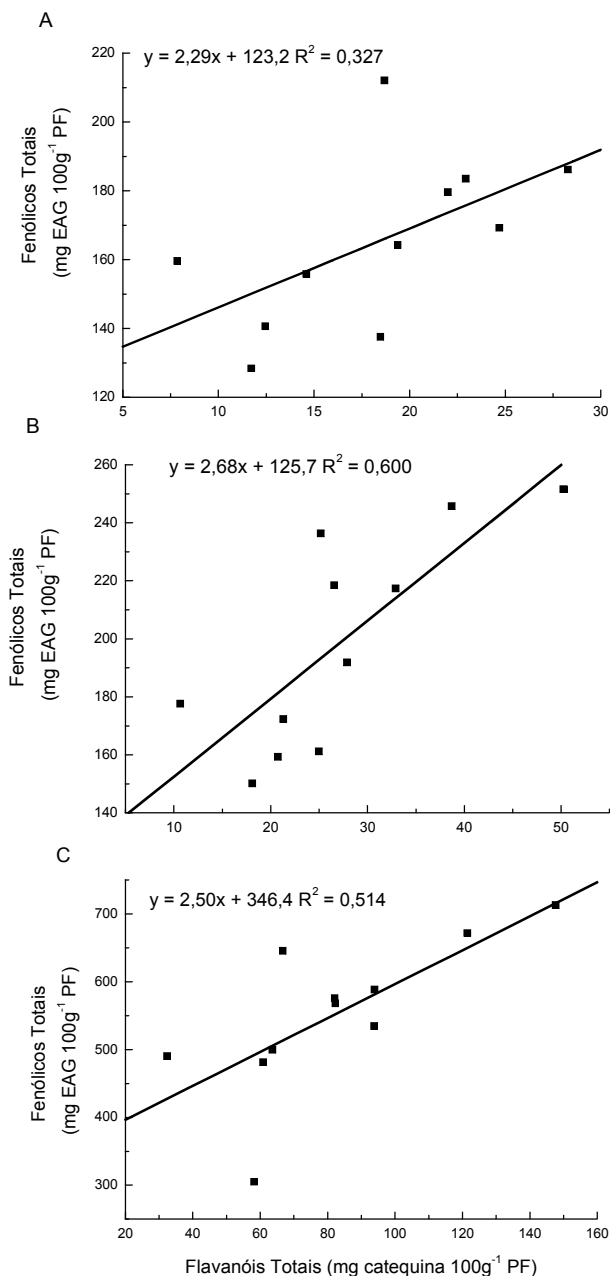 A
y = 2,29x + 123,2 R² = 0,327
Fenólicos Totais
(mg EAG 100g⁻¹ PF)
220
200
180
160
140
120
5 10 15 20 25 30
B
y = 2,68x + 125,7 R² = 0,600
Fenólicos Totais
(mg EAG 100g⁻¹ PF)
260
240
220
200
180
160
140
10 20 30 40 50
C
y = 2,50x + 346,4 R² = 0,514
Fenólicos Totais
(mg EAG 100g⁻¹ PF)
700
600
500
400
300
20 40 60 80 100 120 140 160
Flavanóis Totais (mg catequina 100g⁻¹ PF)